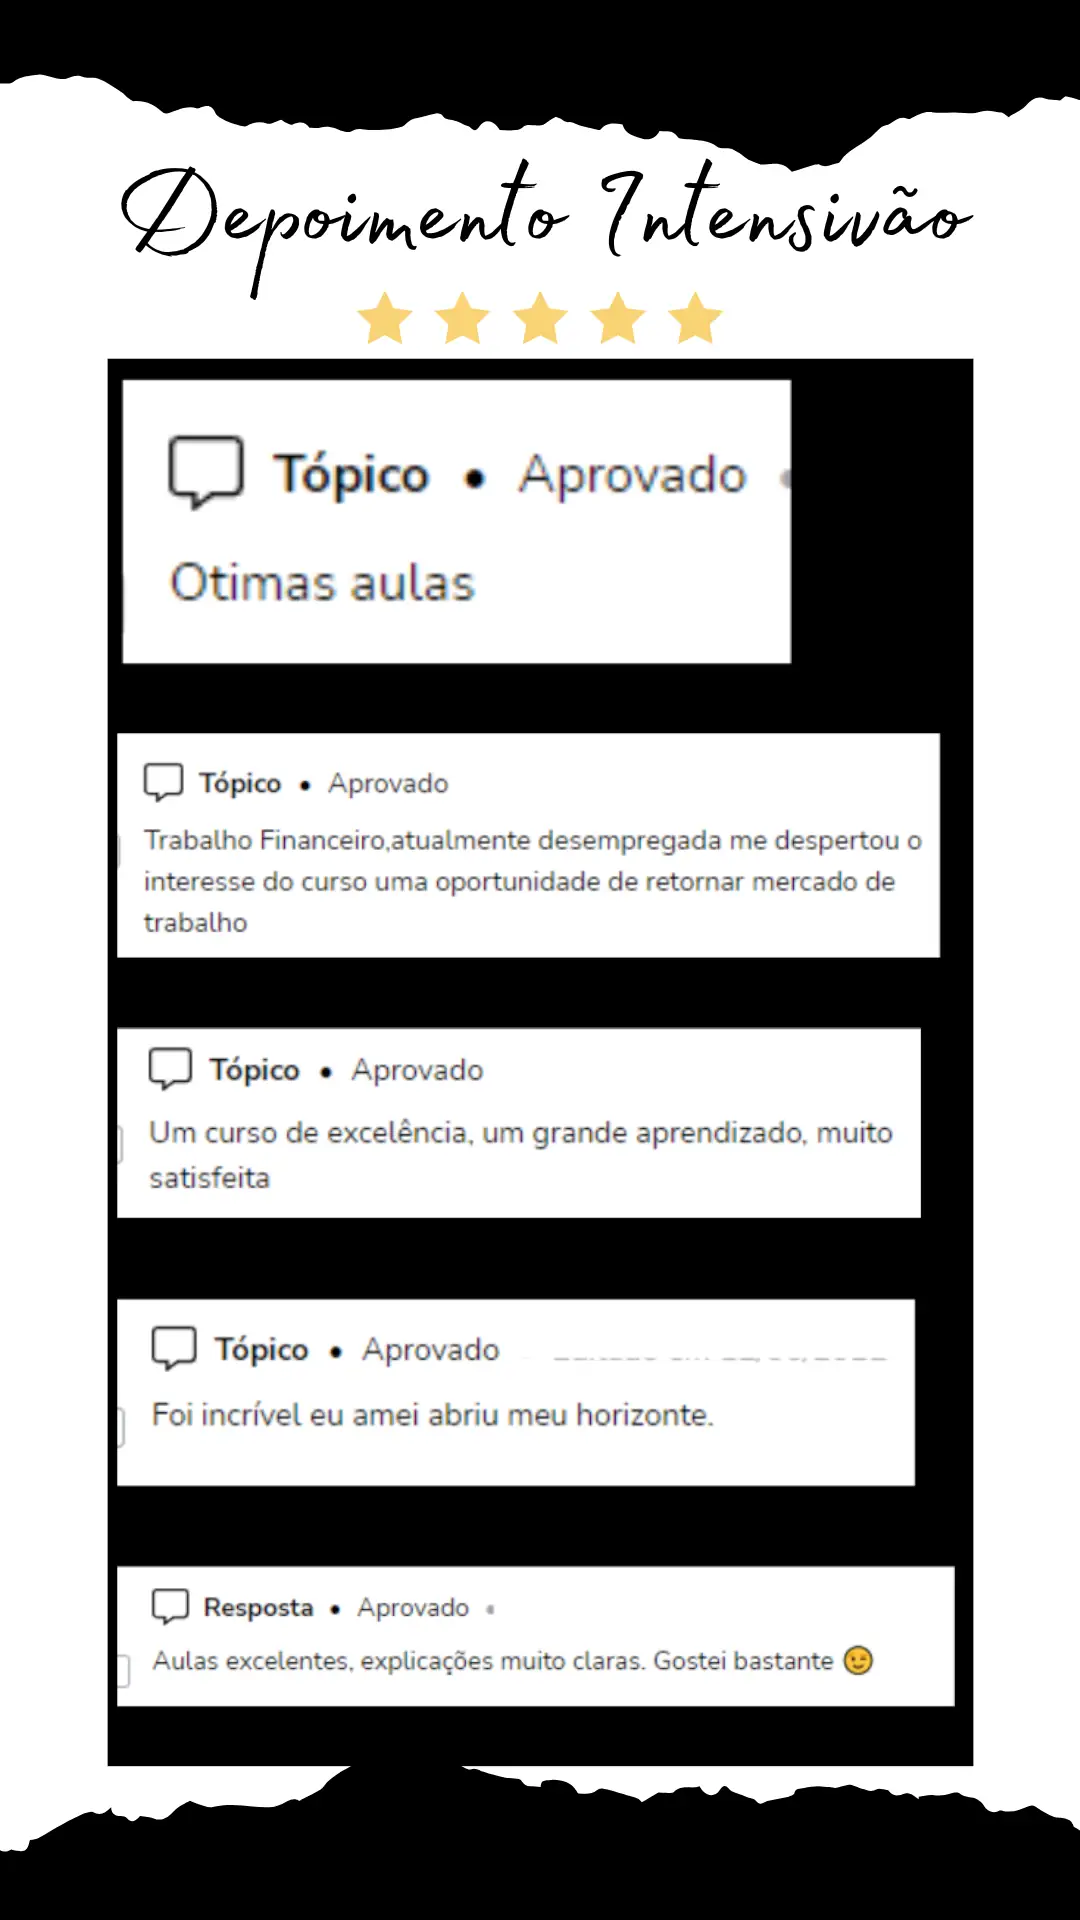 Depoimento Intensivão
Tópico • Aprovado
Otimas aulas
Tópico • Aprovado
Trabalho Financeiro,atualmente desempregada me despertou o
interesse do curso uma oportunidade de retornar mercado de
trabalho
Tópico • Aprovado
Um curso de excelência, um grande aprendizado, muito
satisfeita
Tópico • Aprovado
Foi incrível eu amei abriu meu horizonte.
Resposta • Aprovado •
Aulas excelentes, explicações muito claras. Gostei bastante 😉